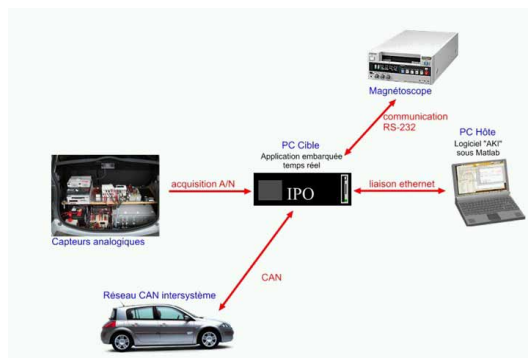 Magnétoscope
communication
RS-232
PC Cible
Application embarquée
temps réel
PC Hôte
Logiciel "AKI"
sous Matlab
acquisition A/N
IPO
liaison ethernet
Capteurs analogiques
CAN
Réseau CAN intersystème